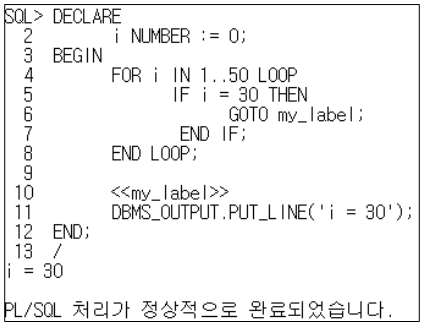 SQL> DECLARE
  2          i NUMBER := 0;
  3  BEGIN
  4          FOR i IN 1..50 LOOP
  5                  IF i = 30 THEN
  6                          GOTO my_label;
  7                  END IF;
  8          END LOOP;
  9
 10          <<my_label>>
 11          DBMS_OUTPUT.PUT_LINE('i = 30');
 12  END;
 13  /
i = 30
PL/SQL 처리가 정상적으로 완료되었습니다.